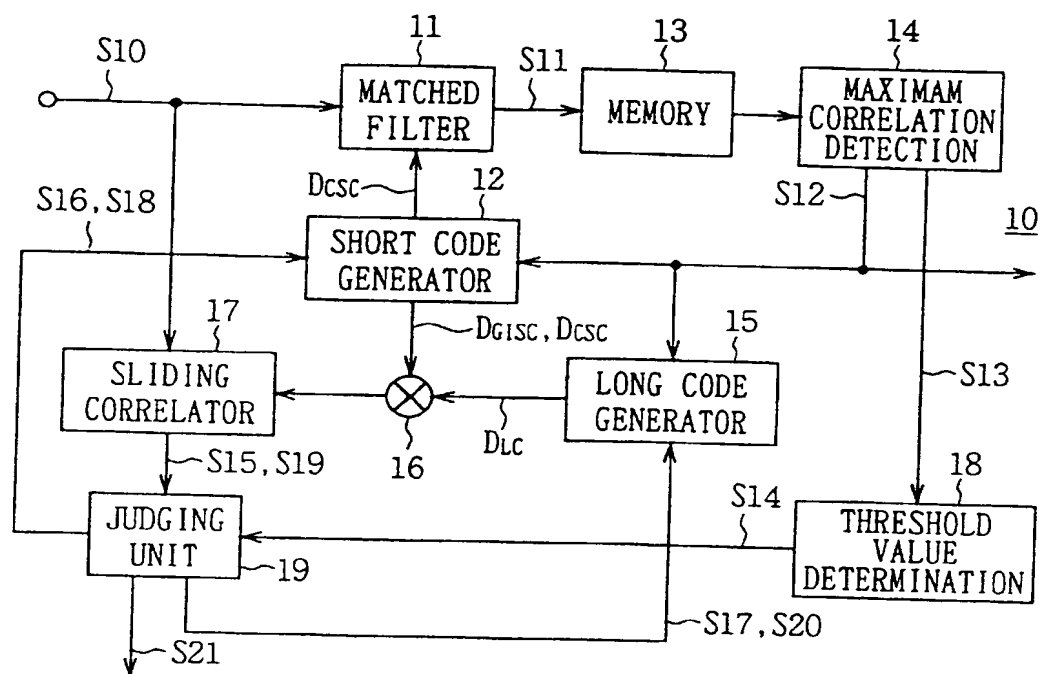 11
13
14
S10
S11
MATCHED
FILTER
MEMORY
MAXIMAM
CORRELATION
DETECTION
DCSC
12
S12
S16, S18
10
SHORT CODE
GENERATOR
17
DGISC, DCSC
15
SLIDING
CORRELATOR
LONG CODE
GENERATOR
S13
DLC
16
S15, S19
18
S14
JUDGING
UNIT
19
THRESHOLD
VALUE
DETERMINATION
S17, S20
S21